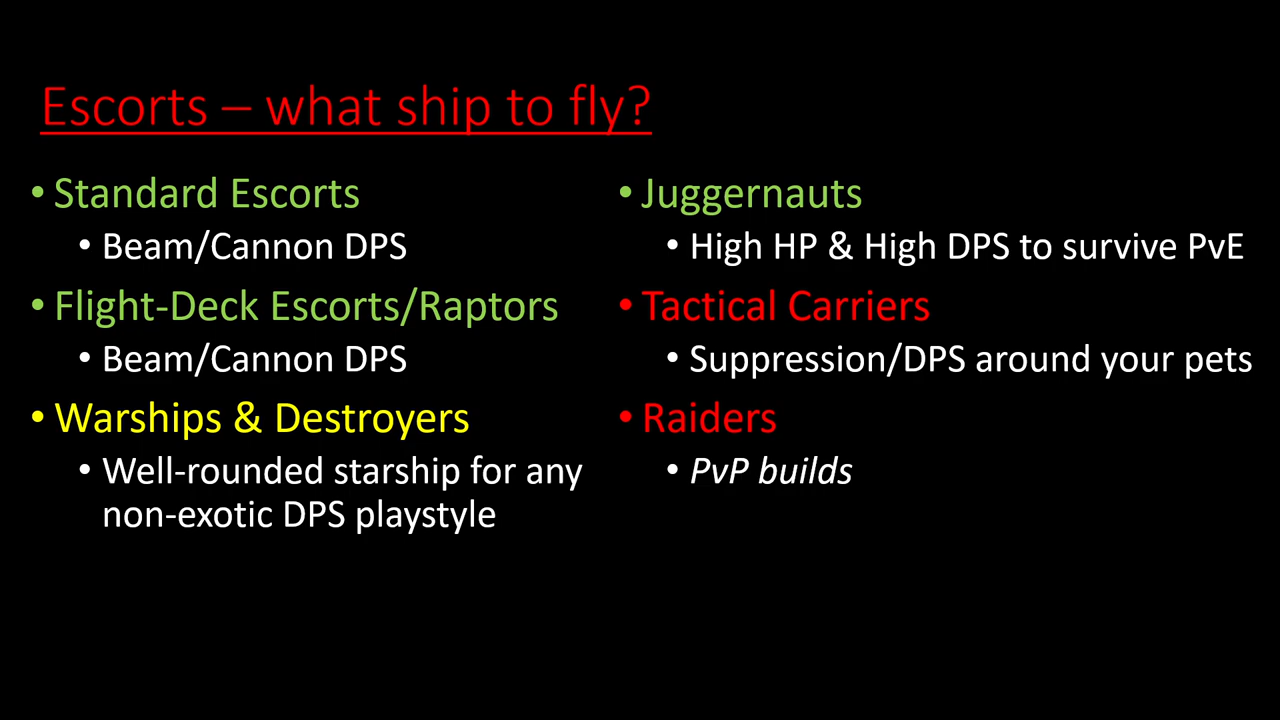 Escorts – what ship to fly?
• Standard Escorts
• Beam/Cannon DPS
• Flight-Deck Escorts/Raptors
• Beam/Cannon DPS
• Warships & Destroyers
• Well-rounded starship for any
non-exotic DPS playstyle
• Juggernauts
• High HP & High DPS to survive PvE
• Tactical Carriers
• Suppression/DPS around your pets
• Raiders
• PvP builds